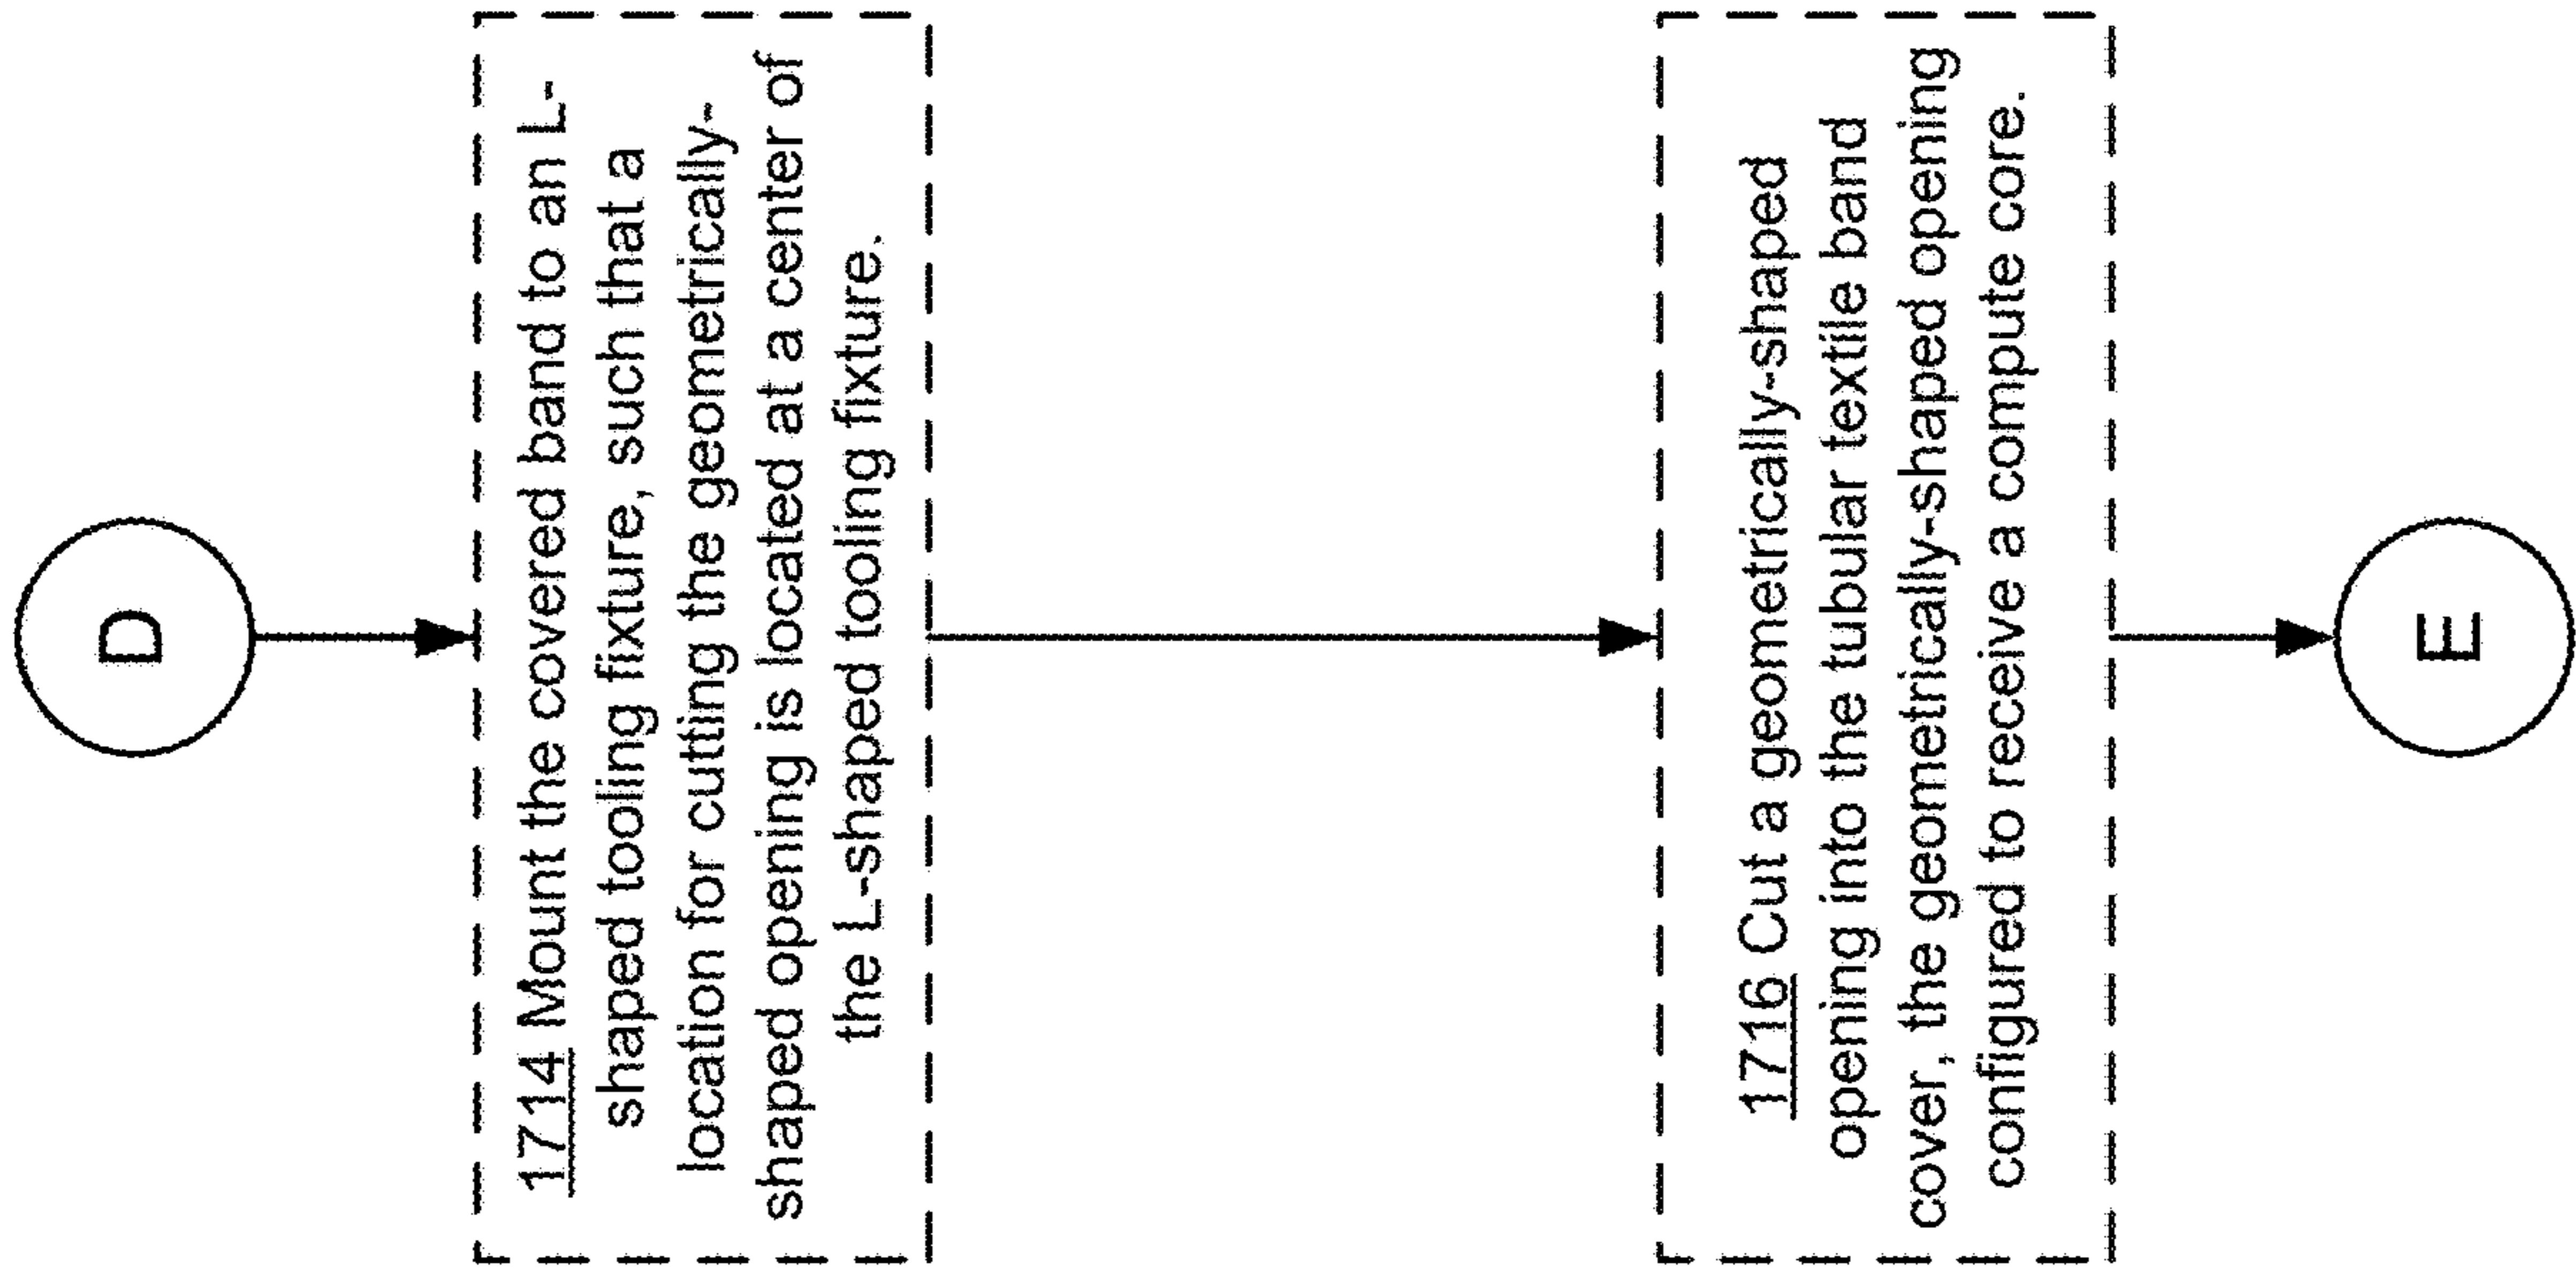 D
1714 Mount the covered band to an L-
shaped tooling fixture, such that a
location for cutting the geometrically-
shaped opening is located at a center of
the L-shaped tooling fixture.
1716 Cut a geometrically-shaped
opening into the tubular textile band
cover, the geometrically-shaped opening
configured to receive a compute core.
E